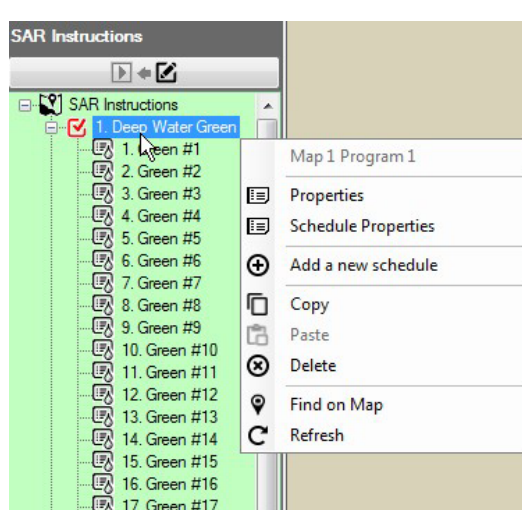 SAR Instructions
SAR Instructions
1. Deep Water Green
1. Green #1
2. Green #2
3. Green #3
4. Green #4
5. Green #5
6. Green #6
7. Green #7
8. Green #8
9. Green #9
10. Green #10
11. Green #11
12. Green #12
13. Green #13
14. Green #14
15. Green #15
16. Green #16
17. Green #17
Map 1 Program 1
Properties
Schedule Properties
Add a new schedule
Copy
Paste
Delete
Find on Map
Refresh